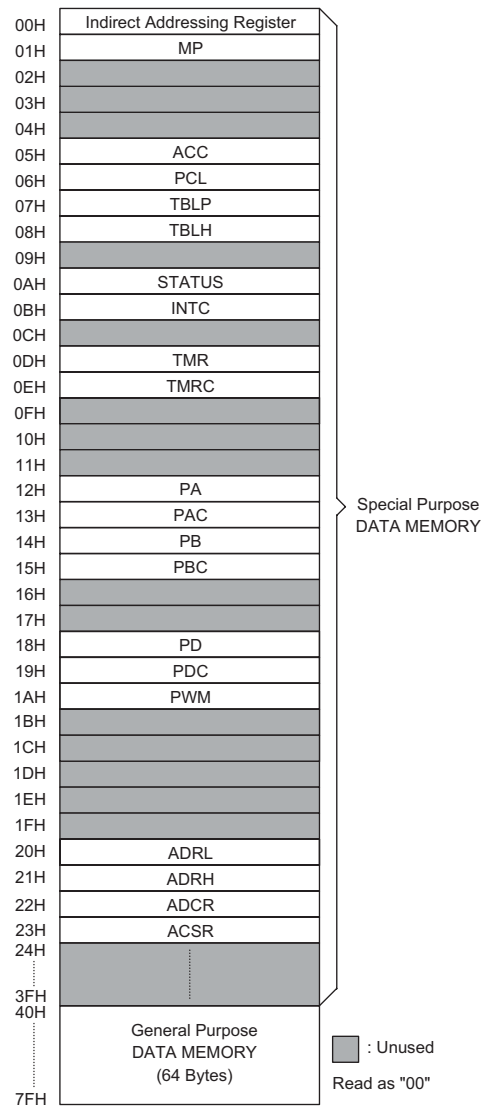 00H Indirect Addressing Register
01H MP
02H
03H
04H
05H ACC
06H PCL
07H TBLP
08H TBLH
09H
0AH STATUS
0BH INTC
0CH
0DH TMR
0EH TMRC
0FH
10H
11H
12H PA
13H PAC
14H PB
15H PBC
16H
17H
18H PD
19H PDC
1AH PWM
1BH
1CH
1DH
1EH
1FH
20H ADRL
21H ADRH
22H ADCR
23H ACSR
24H
3FH
40H
7FH
General Purpose
DATA MEMORY
(64 Bytes)
Special Purpose
DATA MEMORY
: Unused
Read as "00"